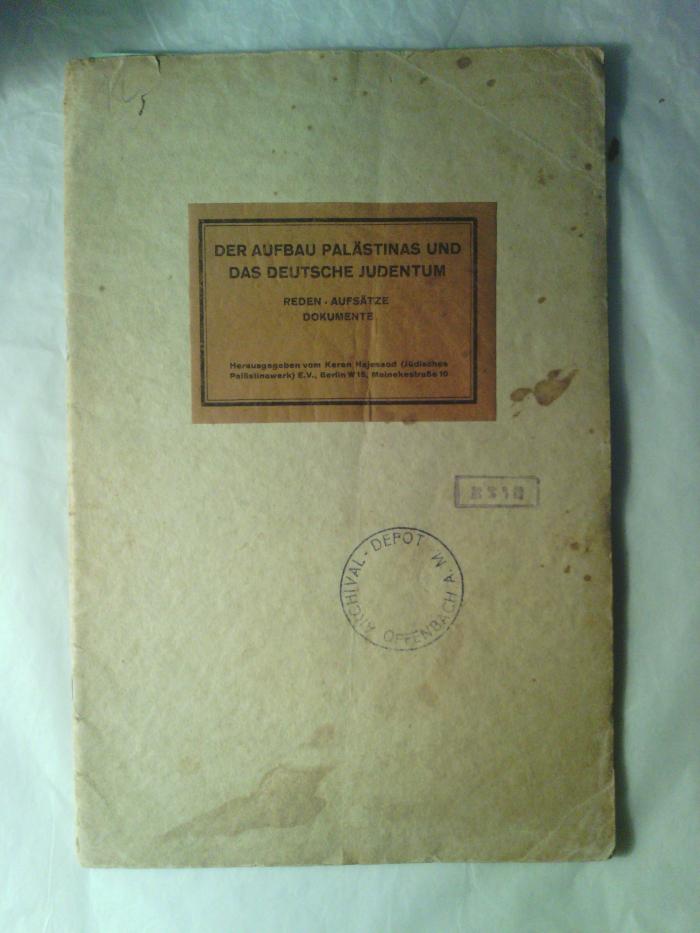 DER AUFBAU PALÄSTINAS UND
DAS DEUTSCHE JUDENTUM
REDEN · AUFSÄTZE
DOKUMENTE
Herausgegeben vom Keren Hajessod (Jüdisches
Palästinawerk) E.V., Berlin W 15, Meinekestraße 10
ARCHIVAL - DEPOT
OFFENBACH A. M